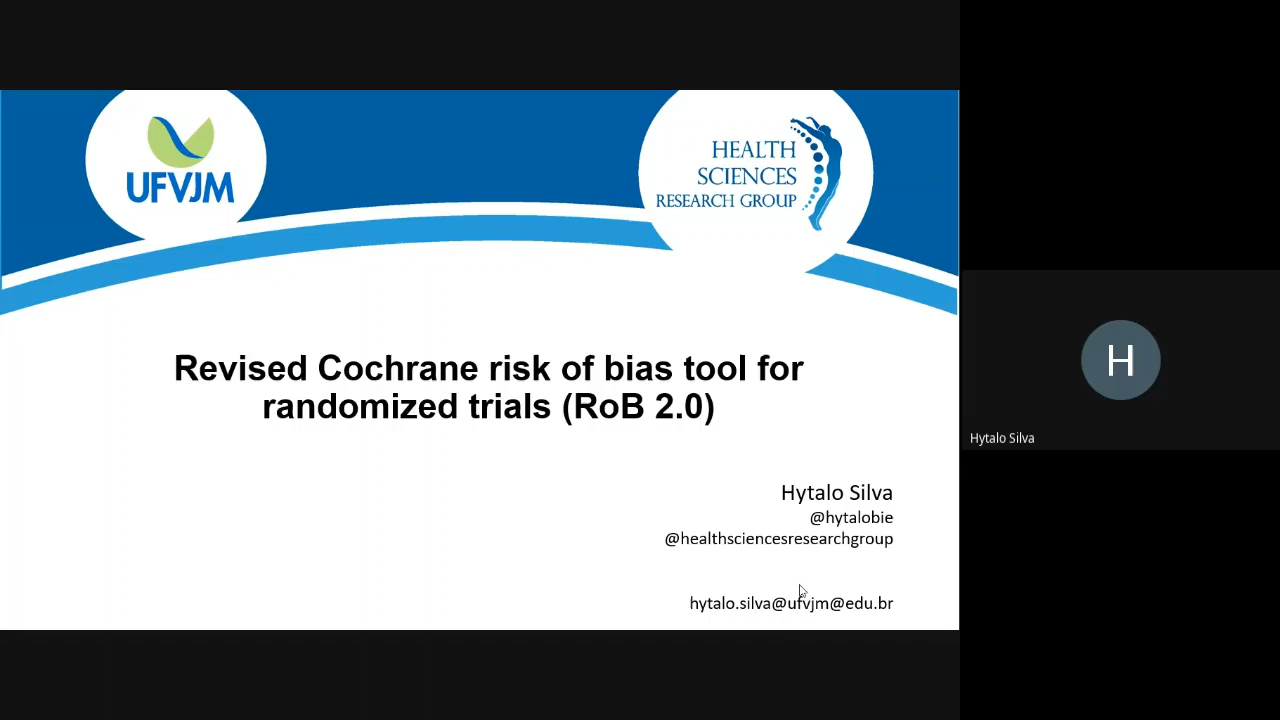 UFVJM
HEALTH
SCIENCES
RESEARCH GROUP
Revised Cochrane risk of bias tool for
randomized trials (RoB 2.0)
Hytalo Silva
@hytalobie
@healthsciencesresearchgroup
hytalo.silva@ufvjm@edu.br
H
Hytalo Silva